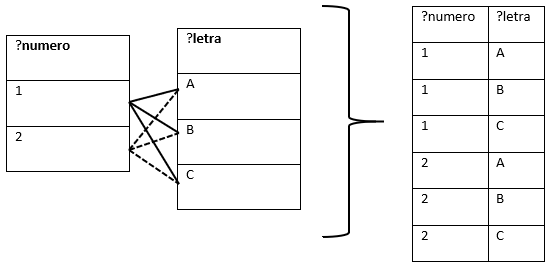 ?numero
1
2
?letra
A
B
C
?numero ?letra
1 A
1 B
1 C
2 A
2 B
2 C